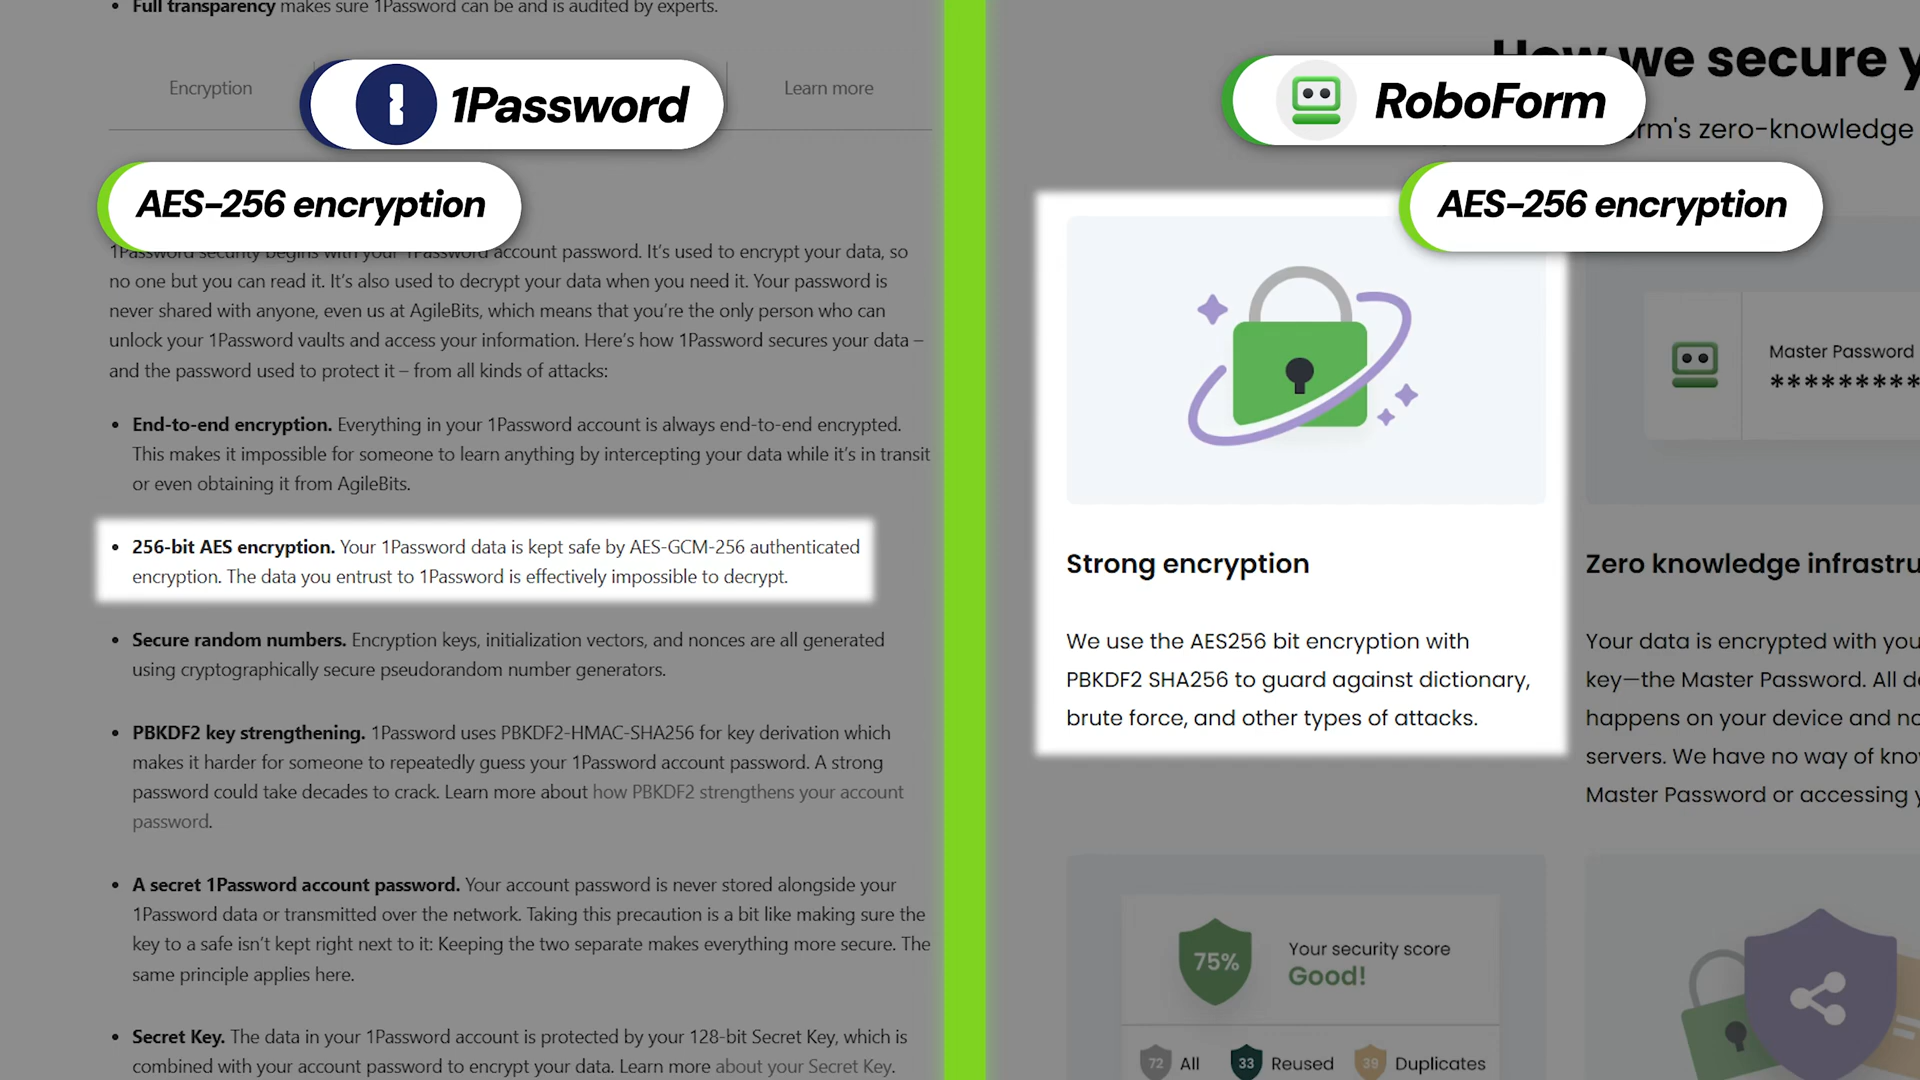 Full transparency makes sure 1Password can be and is audited by experts.
Encryption
Learn more
1Password
AES-256 encryption
1Password security begins with your 1Password account password. It's used to encrypt your data, so
no one but you can read it. It's also used to decrypt your data when you need it. Your password is
never shared with anyone, even us at AgileBits, which means that you're the only person who can
unlock your 1Password vaults and access your information. Here's how 1Password secures your data –
and the password used to protect it – from all kinds of attacks:
• End-to-end encryption. Everything in your 1Password account is always end-to-end encrypted.
This makes it impossible for someone to learn anything by intercepting your data while it's in transit
or even obtaining it from AgileBits.
• 256-bit AES encryption. Your 1Password data is kept safe by AES-GCM-256 authenticated
encryption. The data you entrust to 1Password is effectively impossible to decrypt.
• Secure random numbers. Encryption keys, initialization vectors, and nonces are all generated
using cryptographically secure pseudorandom number generators.
• PBKDF2 key strengthening. 1Password uses PBKDF2-HMAC-SHA256 for key derivation which
makes it harder for someone to repeatedly guess your 1Password account password. A strong
password could take decades to crack. Learn more about how PBKDF2 strengthens your account
password.
• A secret 1Password account password. Your account password is never stored alongside your
1Password data or transmitted over the network. Taking this precaution is a bit like making sure the
key to a safe isn't kept right next to it: Keeping the two separate makes everything more secure. The
same principle applies here.
• Secret Key. The data in your 1Password account is protected by your 128-bit Secret Key, which is
combined with your account password to encrypt your data. Learn more about your Secret Key.
How we secure y
RoboForm
rm's zero-knowledge
AES-256 encryption
Master Password
*********
Strong encryption
We use the AES256 bit encryption with
PBKDF2 SHA256 to guard against dictionary,
brute force, and other types of attacks.
Zero knowledge infrastru
Your data is encrypted with you
key—the Master Password. All de
happens on your device and no
servers. We have no way of kno
Master Password or accessing y
75%
Your security score
Good!
72 All
33 Reused
39 Duplicates